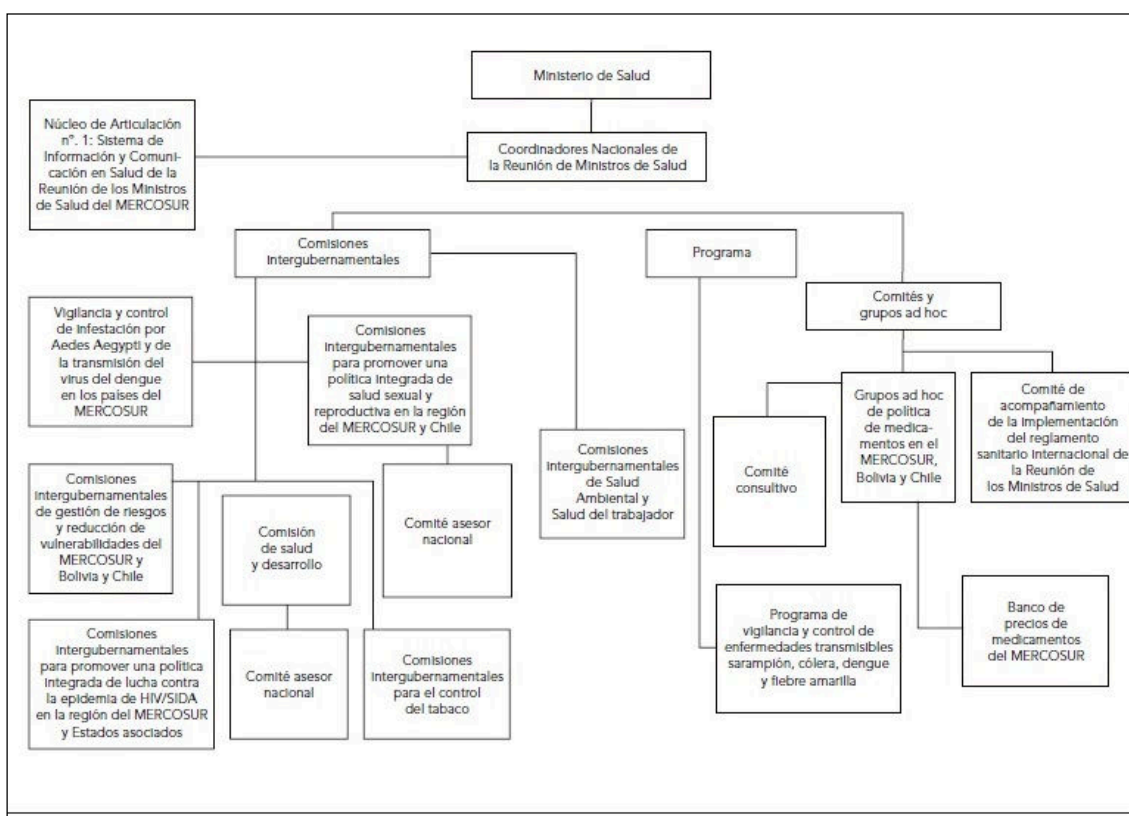 Ministerio de Salud
Núcleo de Articulación
nº. 1: Sistema de
Información y Comuni-
cación en Salud de la
Reunión de los Ministros
de Salud del MERCOSUR
Coordinadores Nacionales de
la Reunión de Ministros de Salud
Comisiones
intergubernamentales
Programa
Comités y
grupos ad hoc
Vigilancia y control
de infestación por
Aedes Aegypti y de
la transmisión del
virus del dengue
en los países del
MERCOSUR
Comisiones
intergubernamentales
para promover una
política integrada de
salud sexual y
reproductiva en la región
del MERCOSUR y Chile
Comisiones
intergubernamentales
de Salud
Ambiental y
Salud del trabajador
Comité
consultivo
Grupos ad hoc
de política
de medica-
mentos en el
MERCOSUR,
Bolivia y Chile
Comité de
acompañamiento
de la implementación
del reglamento
sanitario internacional de
la Reunión de
los Ministros de Salud
Comisiones
intergubernamentales
de gestión de riesgos
y reducción de
vulnerabilidades del
MERCOSUR y
Bolivia y Chile
Comisión
de salud
y desarrollo
Comité asesor
nacional
Comisiones
intergubernamentales
para promover una política
integrada de lucha contra
la epidemia de HIV/SIDA
en la región del MERCOSUR
y Estados asociados
Comité asesor
nacional
Comisiones
intergubernamentales
para el control
del tabaco
Programa de
vigilancia y control de
enfermedades transmisibles
sarampión, cólera, dengue
y fiebre amarilla
Banco de
precios de
medicamentos
del MERCOSUR